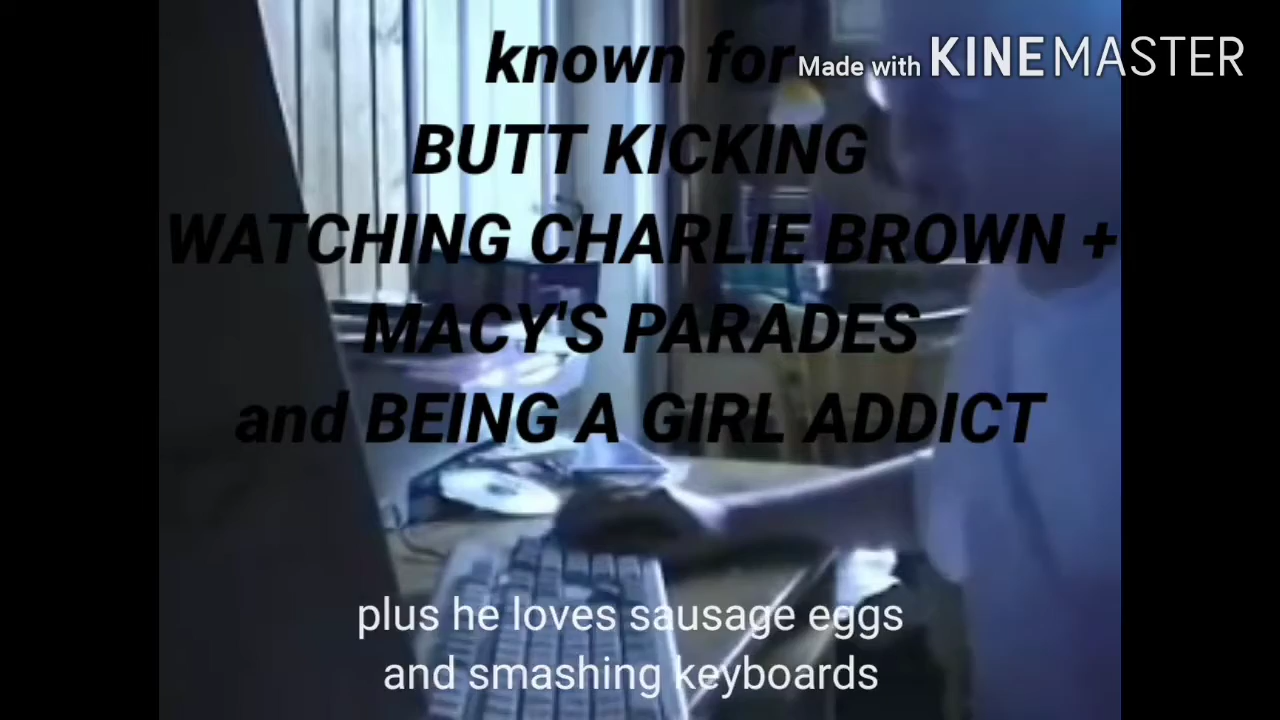 known for
Made with KINEMASTER
BUTT KICKING
WATCHING CHARLIE BROWN +
MACY'S PARADES
and BEING A GIRL ADDICT
plus he loves sausage eggs
and smashing keyboards